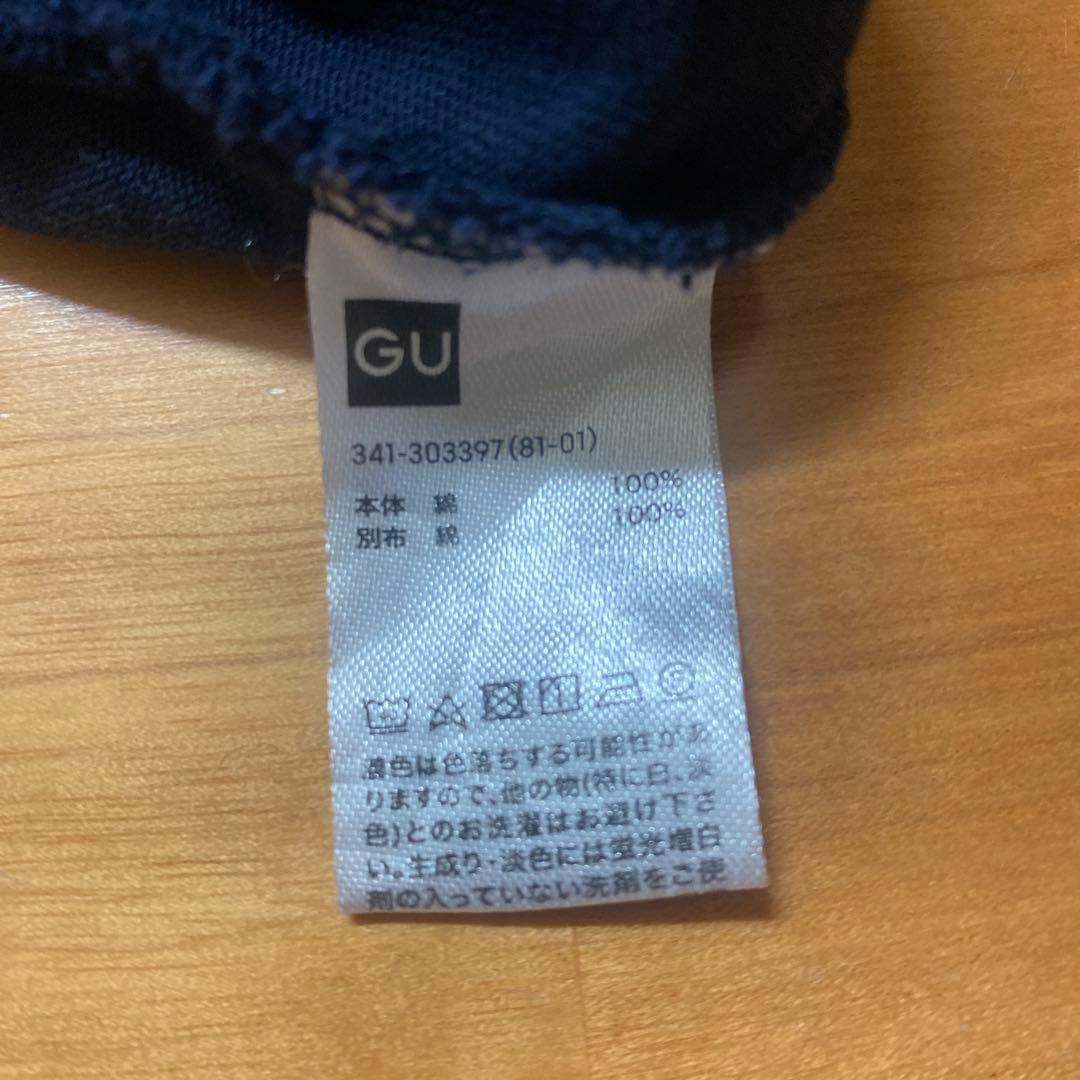 GU
341-303397(81-01)
本体 綿 100%
別布 綿 100%
濃色は色落ちする可能性があ
りますので、他の物(特に白、淡
色)とのお洗濯はお避け下さ
い。生成り・淡色には蛍光増白
剤の入っていない洗剤をご使